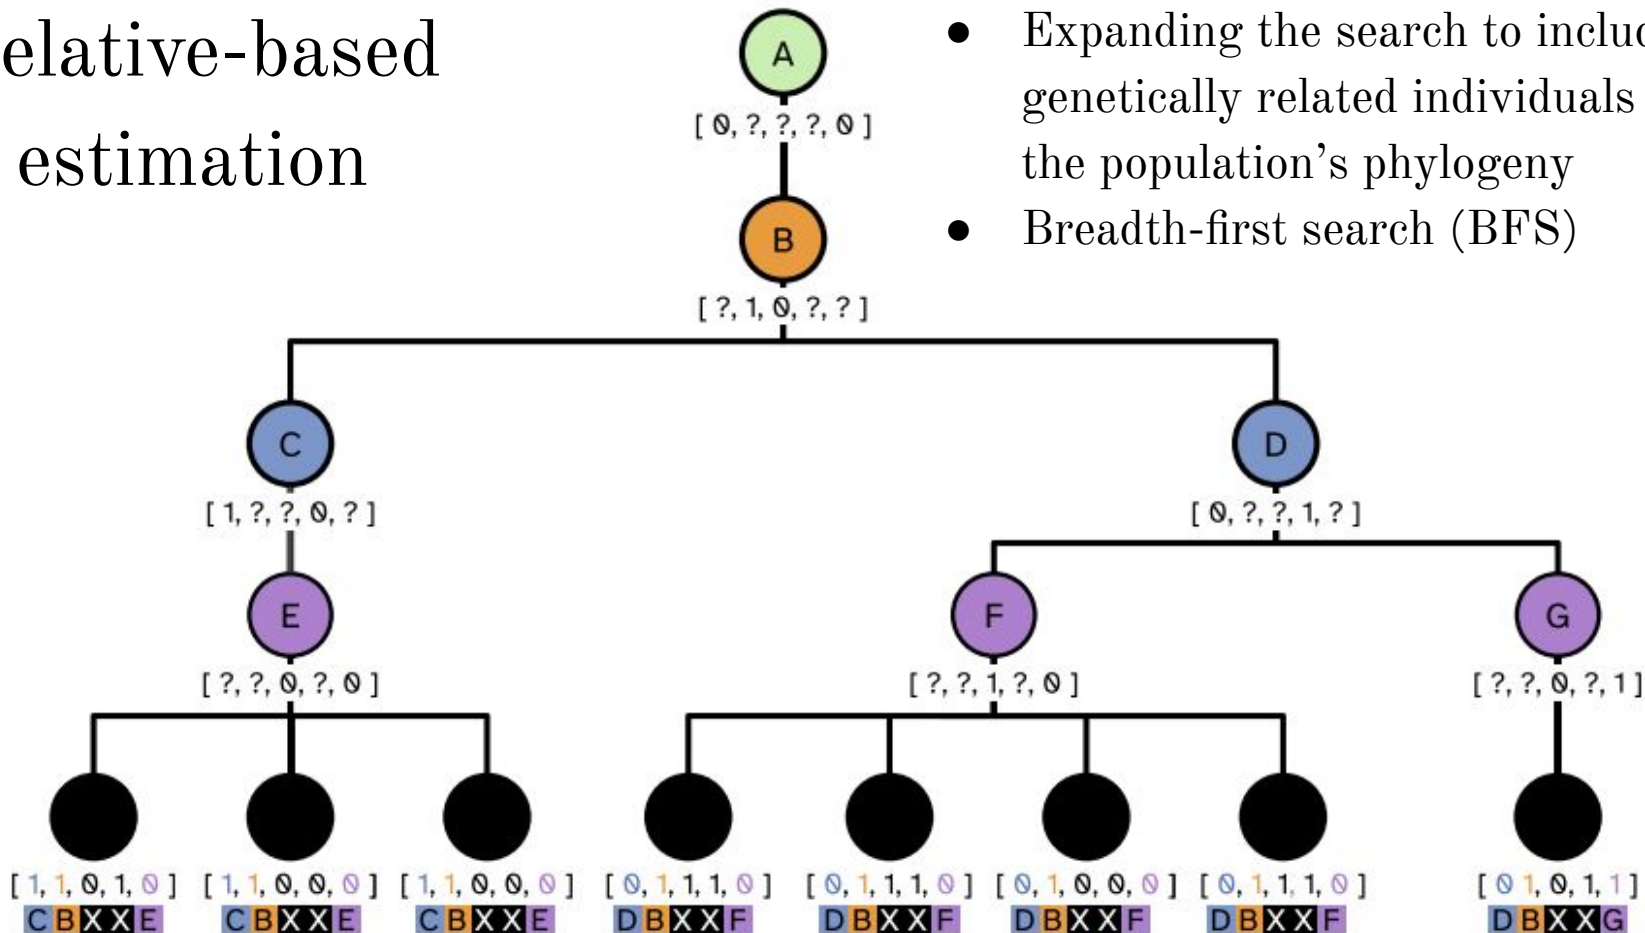 elative-based
estimation
● Expanding the search to includ
genetically related individuals
the population’s phylogeny
● Breadth-first search (BFS)
A
[ 0, ?, ?, ?, 0 ]
B
[ ?, 1, 0, ?, ? ]
C D
[ 1, ?, ?, 0, ? ] [ 0, ?, ?, 1, ? ]
E F G
[ ?, ?, 0, ?, 0 ] [ ?, ?, 1, ?, 0 ] [ ?, ?, 0, ?, 1 ]
[ 1, 1, 0, 1, 0 ] [ 1, 1, 0, 0, 0 ] [ 1, 1, 0, 0, 0 ] [ 0, 1, 1, 1, 0 ] [ 0, 1, 1, 1, 0 ] [ 0, 1, 0, 0, 0 ] [ 0, 1, 1, 1, 0 ] [ 0 1, 0, 1, 1 ]
C B X X E C B X X E C B X X E D B X X F D B X X F D B X X F D B X X F D B X X G